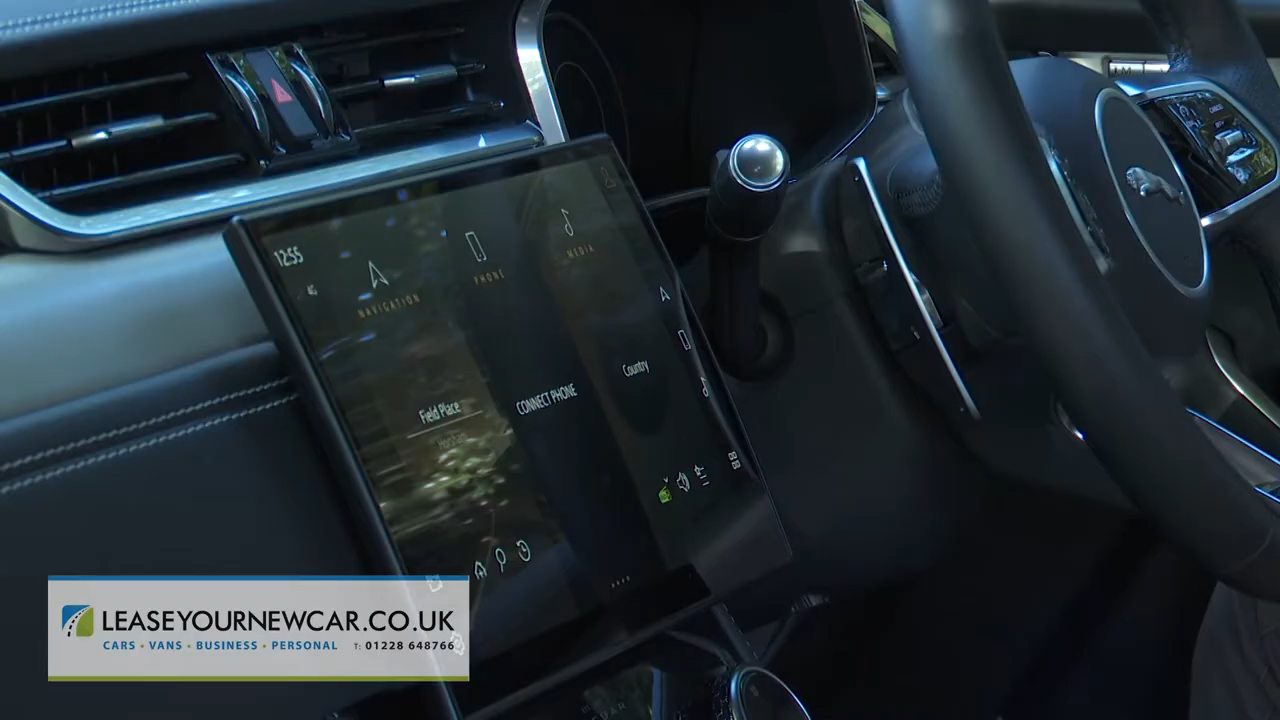 12:55
4G
NAVIGATION
PHONE
MEDIA
Field Place
CONNECT PHONE
Country
LEASEYOURNEWCAR.CO.UK
CARS • VANS • BUSINESS • PERSONAL T: 01228 648766